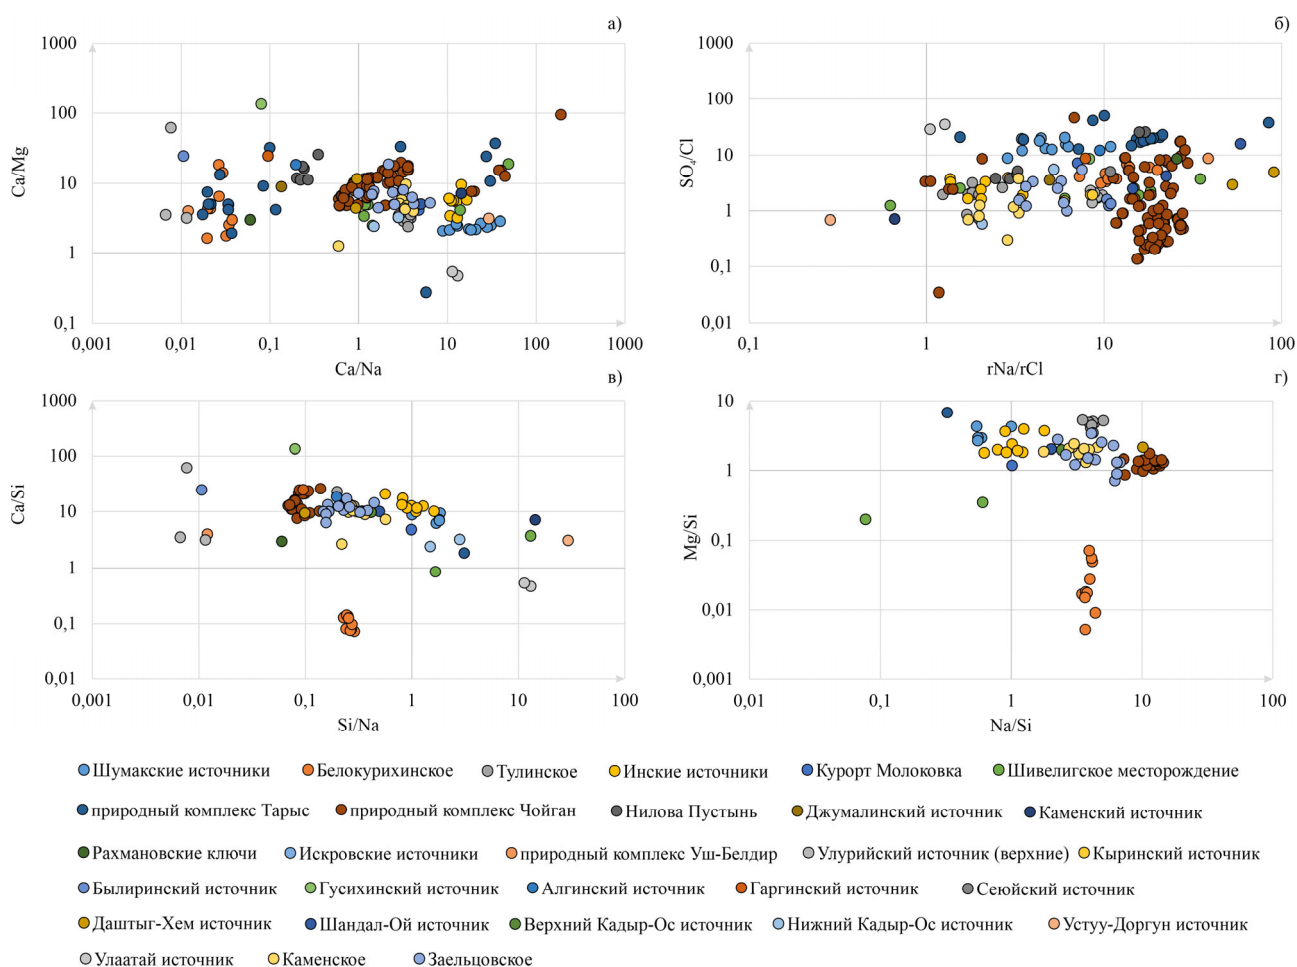 а)
1000
100
10
1
0,1
Ca/Mg
0,001 0,01 0,1 1 10 100 1000
Ca/Na
б)
1000
100
10
1
0,1
0,01
SO₄/Cl
0,1 1 10 100
rNa/rCl
в)
1000
100
10
1
0,1
0,01
Ca/Si
0,001 0,01 0,1 1 10 100
Si/Na
г)
10
1
0,1
0,01
0,001
Mg/Si
0,01 0,1 1 10 100
Na/Si
Шумакские источники Белокурихинское Тулинское Инские источники Курорт Молоковка Шивелигское месторождение
природный комплекс Тарыс природный комплекс Чойган Нилова Пустынь Джумалинский источник Каменский источник
Рахмановские ключи Искровские источники природный комплекс Уш-Белдир Улурийский источник (верхние) Кыринский источник
Былиринский источник Гусихинский источник Алгинский источник Гаргинский источник Сеюйский источник
Даштыг-Хем источник Шандал-Ой источник Верхний Кадыр-Ос источник Нижний Кадыр-Ос источник Устуу-Доргун источник
Улаатай источник Каменское Заельцовское